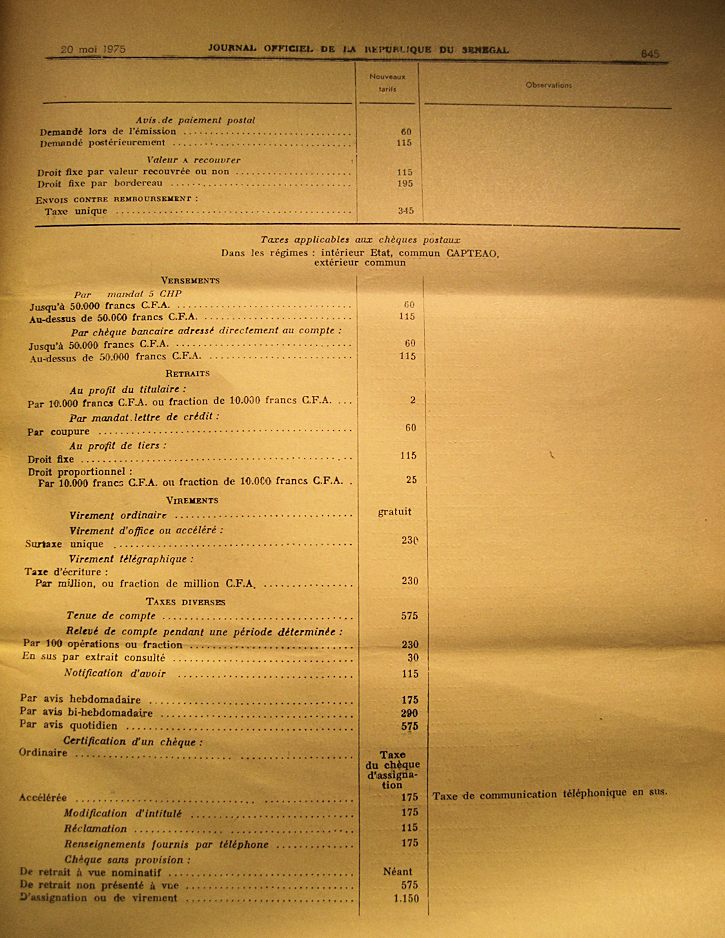 20 mai 1975 JOURNAL OFFICIEL DE LA REPUBLIQUE DU SENEGAL 645
Nouveaux tarifs Observations
Avis de paiement postal
Demandé lors de l'émission 60
Demandé postérieurement 115
Valeur A recouvrer
Droit fixe par valeur recouvrée ou non 115
Droit fixe par bordereau 195
ENVOIS CONTRE REMBOURSEMENT :
Taxe unique 345
Taxes applicables aux chèques postaux
Dans les régimes : intérieur Etat, commun CAPTEAO,
extérieur commun
VERSEMENTS
Par mandat 5 CHP
Jusqu'à 50.000 francs C.F.A. 60
Au-dessus de 50.000 francs C.F.A. 115
Par chèque bancaire adressé directement au compte :
Jusqu'à 50.000 francs C.F.A. 60
Au-dessus de 50.000 francs C.F.A. 115
RETRAITS
Au profit du titulaire :
Par 10.000 francs C.F.A. ou fraction de 10.000 francs C.F.A. 2
Par mandat.lettre de crédit :
Par coupure 60
Au profit de tiers :
Droit fixe 115
Droit proportionnel :
Par 10.000 francs C.F.A. ou fraction de 10.000 francs C.F.A. 25
VIREMENTS
Virement ordinaire gratuit
Virement d'office ou accéléré :
Surtaxe unique 230
Virement télégraphique :
Taxe d'écriture :
Par million, ou fraction de million C.F.A. 230
TAXES DIVERSES
Tenue de compte 575
Relevé de compte pendant une période déterminée :
Par 100 opérations ou fraction 230
En sus par extrait consulté 30
Notification d'avoir 115
Par avis hebdomadaire 175
Par avis bi-hebdomadaire 290
Par avis quotidien 575
Certification d'un chèque :
Ordinaire Taxe
du chèque
d'assigna-
tion
Accélérée 175 Taxe de communication téléphonique en sus.
Modification d'intitulé 175
Réclamation 115
Renseignements fournis par téléphone 175
Chèque sans provision :
De retrait à vue nominatif Néant
De retrait non présenté à vue 575
D'assignation ou de virement 1.150